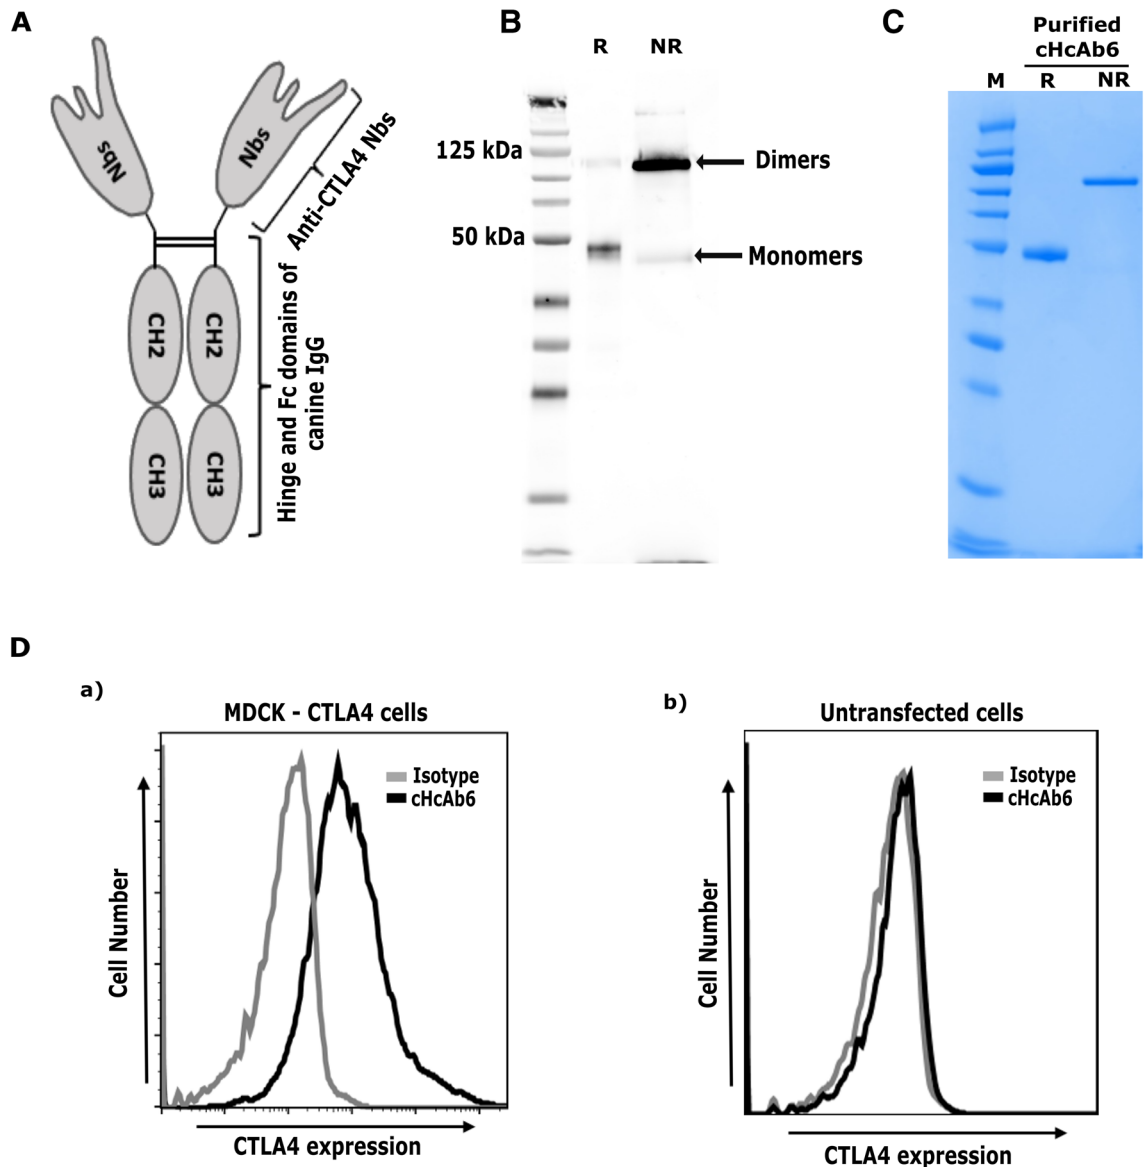 A
Nbs
Nbs
Anti-CTLA4 Nbs
CH2
CH2
CH3
CH3
Hinge and Fc domains of
canine IgG
B
R
NR
125 kDa
Dimers
50 kDa
Monomers
C
Purified
cHcAb6
M
R
NR
D
a)
MDCK - CTLA4 cells
Isotype
cHcAb6
Cell Number
CTLA4 expression
b)
Untransfected cells
Isotype
cHcAb6
Cell Number
CTLA4 expression